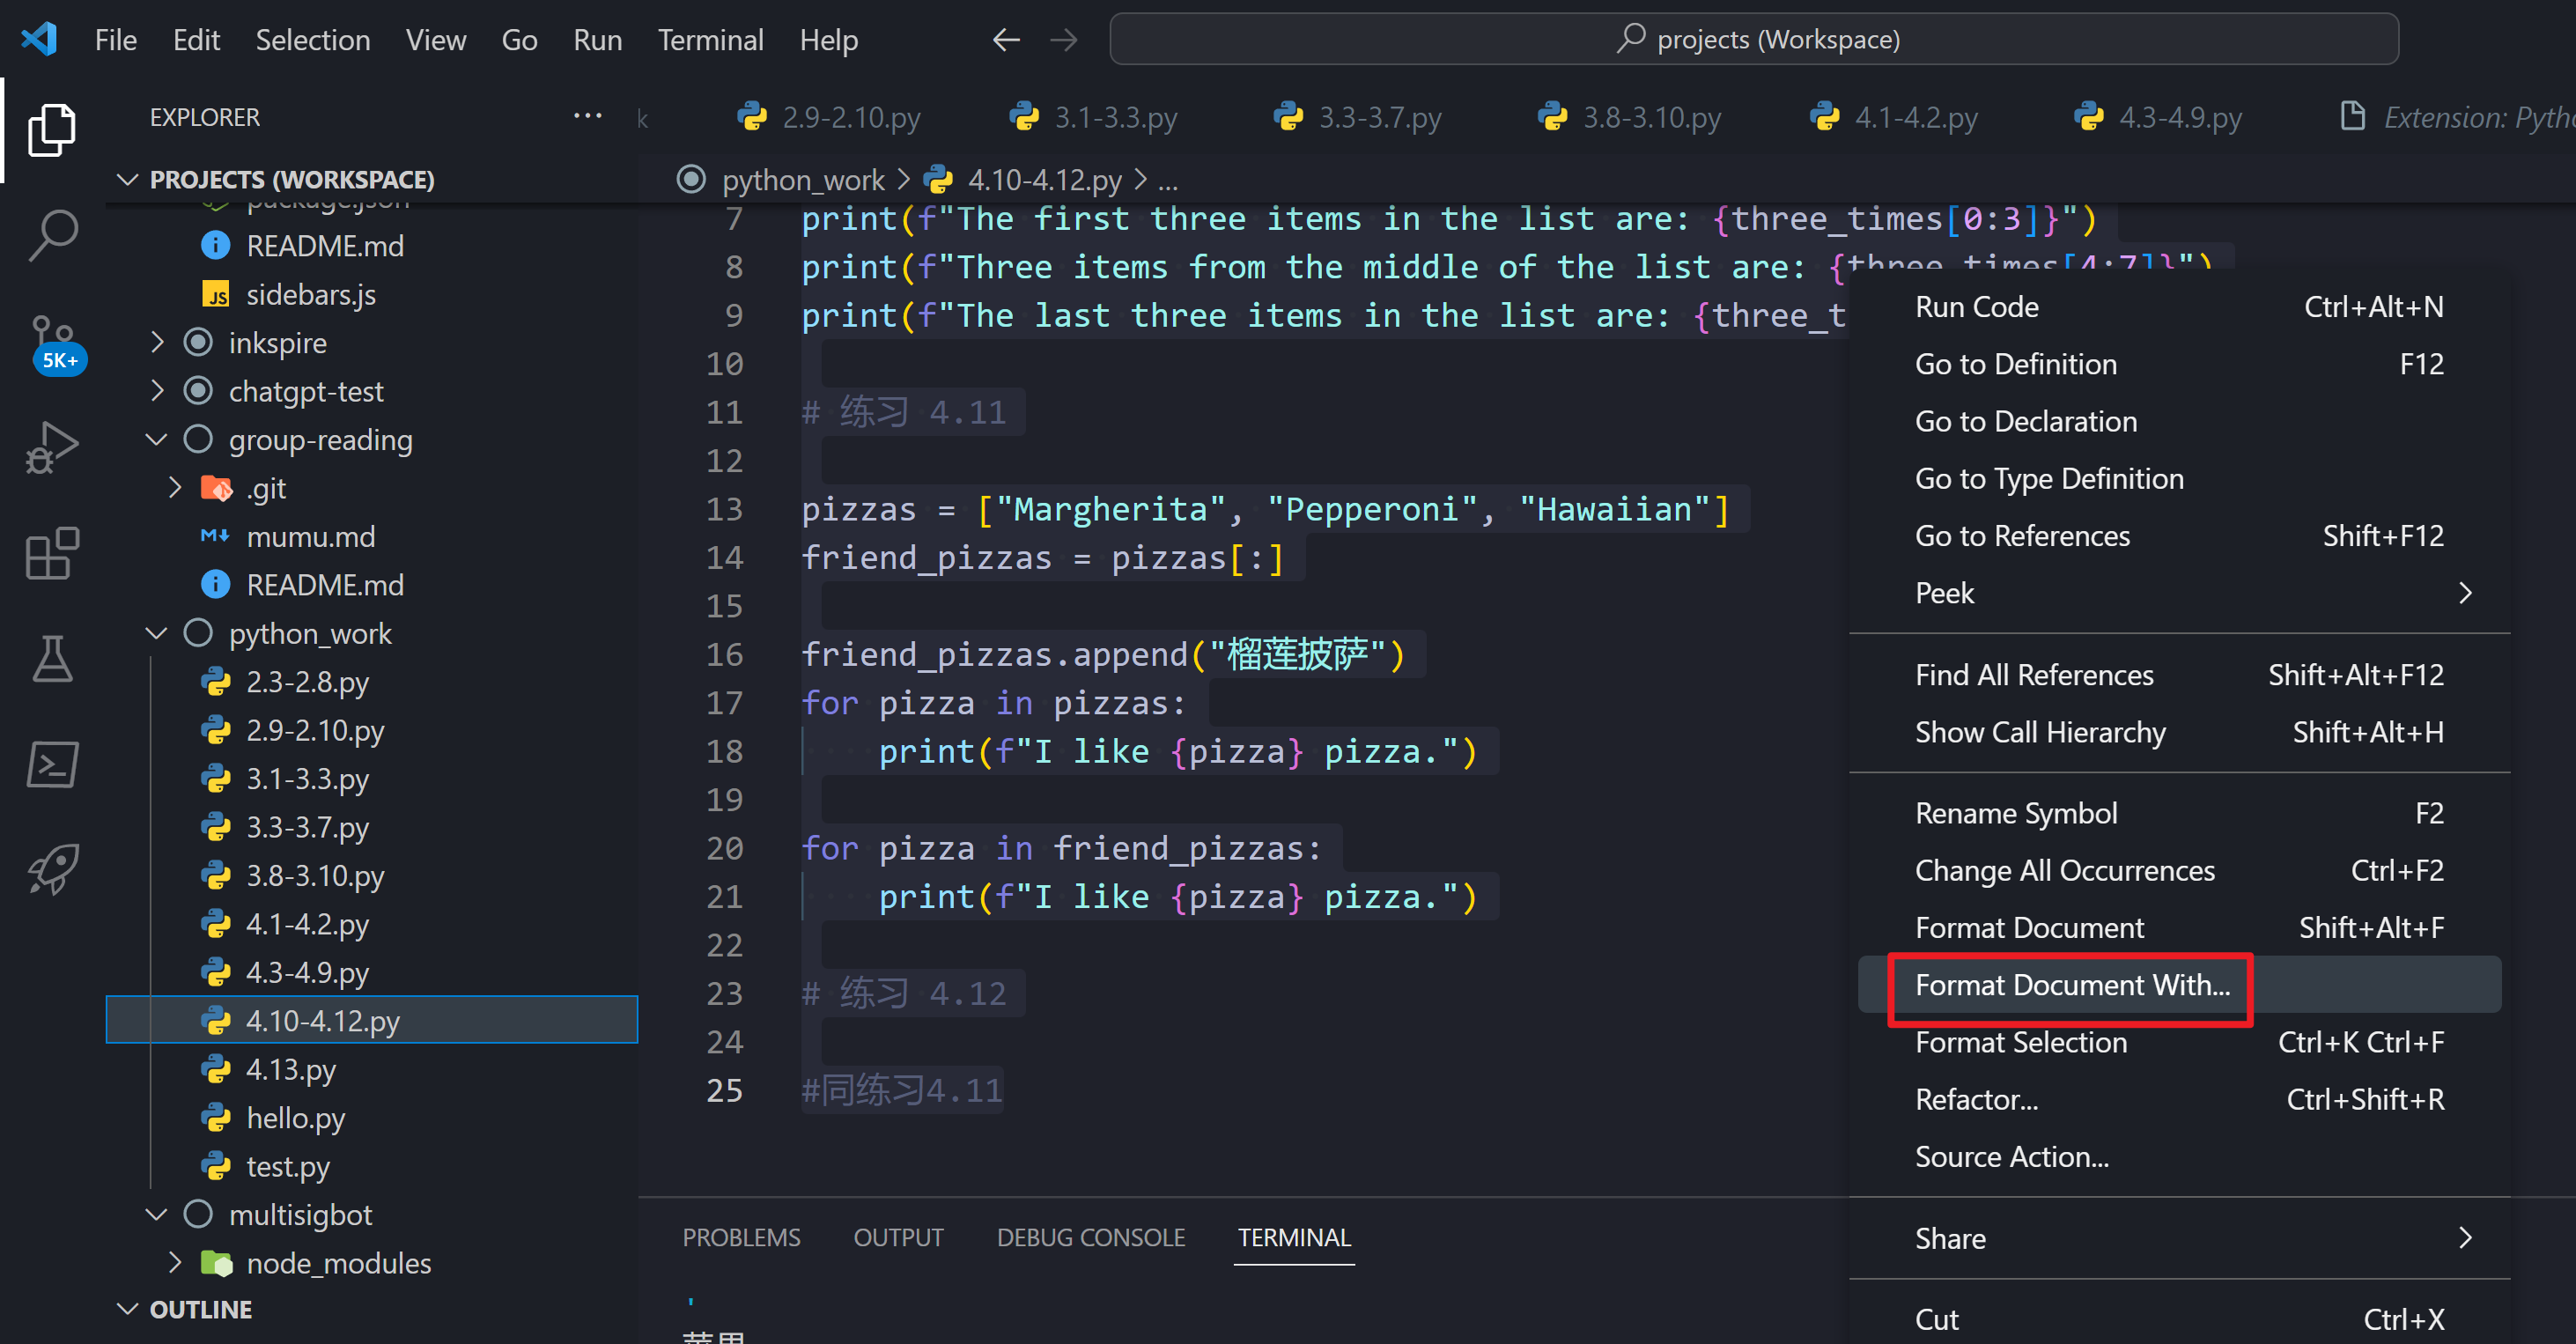 File Edit Selection View Go Run Terminal Help
projects (Workspace)
EXPLORER
PROJECTS (WORKSPACE)
package.json
README.md
sidebars.js
inkspire
chatgpt-test
group-reading
.git
mumu.md
README.md
python_work
2.3-2.8.py
2.9-2.10.py
3.1-3.3.py
3.3-3.7.py
3.8-3.10.py
4.1-4.2.py
4.3-4.9.py
4.10-4.12.py
4.13.py
hello.py
test.py
multisigbot
node_modules
OUTLINE
5K+
2.9-2.10.py 3.1-3.3.py 3.3-3.7.py 3.8-3.10.py 4.1-4.2.py 4.3-4.9.py Extension:
python_work > 4.10-4.12.py > ...
7 print(f"The first three items in the list are: {three_times[0:3]}")
8 print(f"Three items from the middle of the list are: {three_times[4:7]}")
9 print(f"The last three items in the list are: {three_t
10
11 # 练习 4.11
12
13 pizzas = ["Margherita", "Pepperoni", "Hawaiian"]
14 friend_pizzas = pizzas[:]
15
16 friend_pizzas.append("榴莲披萨")
17 for pizza in pizzas:
18 print(f"I like {pizza} pizza.")
19
20 for pizza in friend_pizzas:
21 print(f"I like {pizza} pizza.")
22
23 # 练习 4.12
24
25 #同练习4.11
PROBLEMS OUTPUT DEBUG CONSOLE TERMINAL
'
Run Code Ctrl+Alt+N
Go to Definition F12
Go to Declaration
Go to Type Definition
Go to References Shift+F12
Peek
Find All References Shift+Alt+F12
Show Call Hierarchy Shift+Alt+H
Rename Symbol F2
Change All Occurrences Ctrl+F2
Format Document Shift+Alt+F
Format Document With...
Format Selection Ctrl+K Ctrl+F
Refactor... Ctrl+Shift+R
Source Action...
Share
Cut Ctrl+X